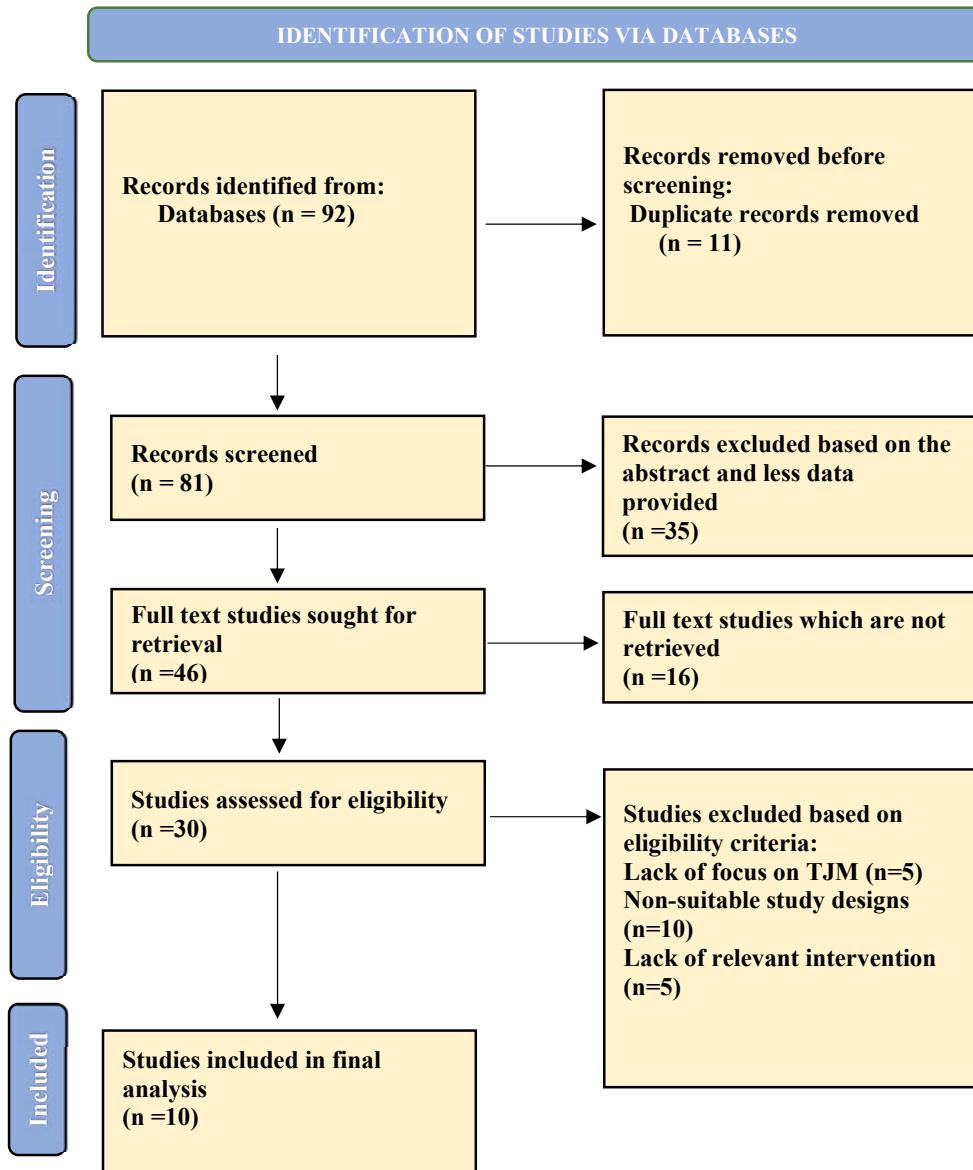 IDENTIFICATION OF STUDIES VIA DATABASES
Identification
Records identified from:
Databases (n = 92)
Records removed before
screening:
Duplicate records removed
(n = 11)
Screening
Records screened
(n = 81)
Records excluded based on the
abstract and less data
provided
(n =35)
Full text studies sought for
retrieval
(n =46)
Full text studies which are not
retrieved
(n =16)
Eligibility
Studies assessed for eligibility
(n =30)
Studies excluded based on
eligibility criteria:
Lack of focus on TJM (n=5)
Non-suitable study designs
(n=10)
Lack of relevant intervention
(n=5)
Included
Studies included in final
analysis
(n =10)